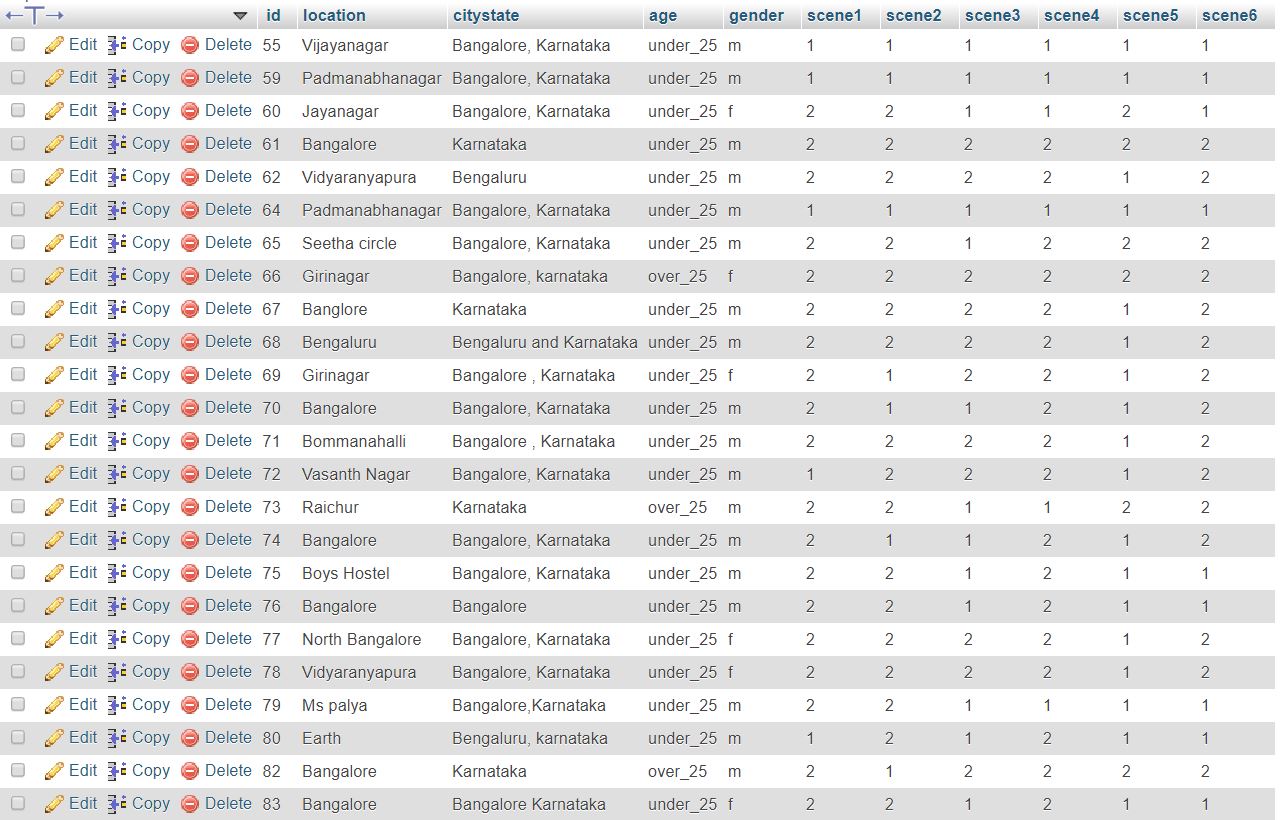 id location citystate age gender scene1 scene2 scene3 scene4 scene5 scene6
Edit Copy Delete 55 Vijayanagar Bangalore, Karnataka under_25 m 1 1 1 1 1 1
Edit Copy Delete 59 Padmanabhanagar Bangalore, Karnataka under_25 m 1 1 1 1 1 1
Edit Copy Delete 60 Jayanagar Bangalore, Karnataka under_25 f 2 2 1 1 2 1
Edit Copy Delete 61 Bangalore Karnataka under_25 m 2 2 2 2 2 2
Edit Copy Delete 62 Vidyaranyapura Bengaluru under_25 m 2 2 2 2 1 2
Edit Copy Delete 64 Padmanabhanagar Bangalore, Karnataka under_25 m 1 1 1 1 1 1
Edit Copy Delete 65 Seetha circle Bangalore, Karnataka under_25 m 2 2 1 2 2 2
Edit Copy Delete 66 Girinagar Bangalore, karnataka over_25 f 2 2 2 2 2 2
Edit Copy Delete 67 Banglore Karnataka under_25 m 2 2 2 2 1 2
Edit Copy Delete 68 Bengaluru Bengaluru and Karnataka under_25 m 2 2 2 2 1 2
Edit Copy Delete 69 Girinagar Bangalore , Karnataka under_25 f 2 1 2 2 1 2
Edit Copy Delete 70 Bangalore Bangalore, Karnataka under_25 m 2 1 1 2 1 2
Edit Copy Delete 71 Bommanahalli Bangalore , Karnataka under_25 m 2 2 2 2 1 2
Edit Copy Delete 72 Vasanth Nagar Bangalore, Karnataka under_25 m 1 2 2 2 1 2
Edit Copy Delete 73 Raichur Karnataka over_25 m 2 2 1 1 2 2
Edit Copy Delete 74 Bangalore Bangalore, Karnataka under_25 m 2 1 1 2 1 2
Edit Copy Delete 75 Boys Hostel Bangalore, Karnataka under_25 m 2 2 1 2 1 1
Edit Copy Delete 76 Bangalore Bangalore under_25 m 2 2 1 2 1 1
Edit Copy Delete 77 North Bangalore Bangalore, Karnataka under_25 f 2 2 2 2 1 2
Edit Copy Delete 78 Vidyaranyapura Bangalore, Karnataka under_25 f 2 2 2 2 1 2
Edit Copy Delete 79 Ms palya Bangalore,Karnataka under_25 m 2 2 1 1 1 1
Edit Copy Delete 80 Earth Bengaluru, karnataka under_25 m 1 2 1 2 1 1
Edit Copy Delete 82 Bangalore Karnataka over_25 m 2 1 2 2 2 2
Edit Copy Delete 83 Bangalore Bangalore Karnataka under_25 f 2 2 1 2 1 1